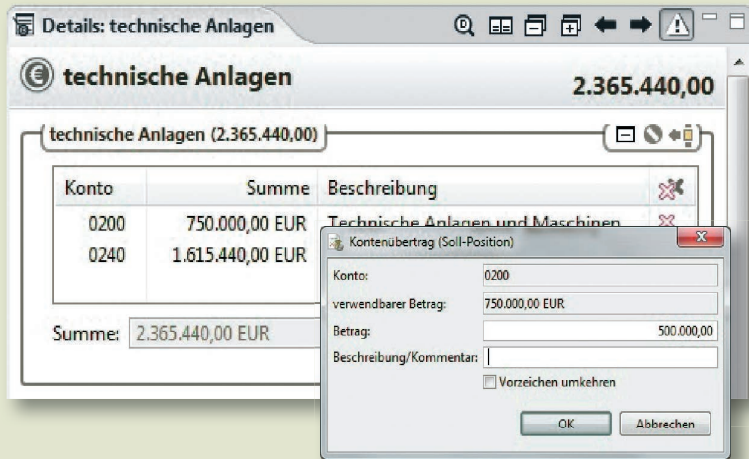 Details: technische Anlagen
technische Anlagen 2.365.440,00
technische Anlagen (2.365.440,00)
Konto Summe Beschreibung
0200 750.000,00 EUR Technische Anlagen und Maschinen
0240 1.615.440,00 EUR
Summe: 2.365.440,00 EUR
Kontenübertrag (Soll-Position)
Konto: 0200
verwendbarer Betrag: 750.000,00 EUR
Betrag: 500.000,00
Beschreibung/Kommentar:
Vorzeichen umkehren
OK Abbrechen